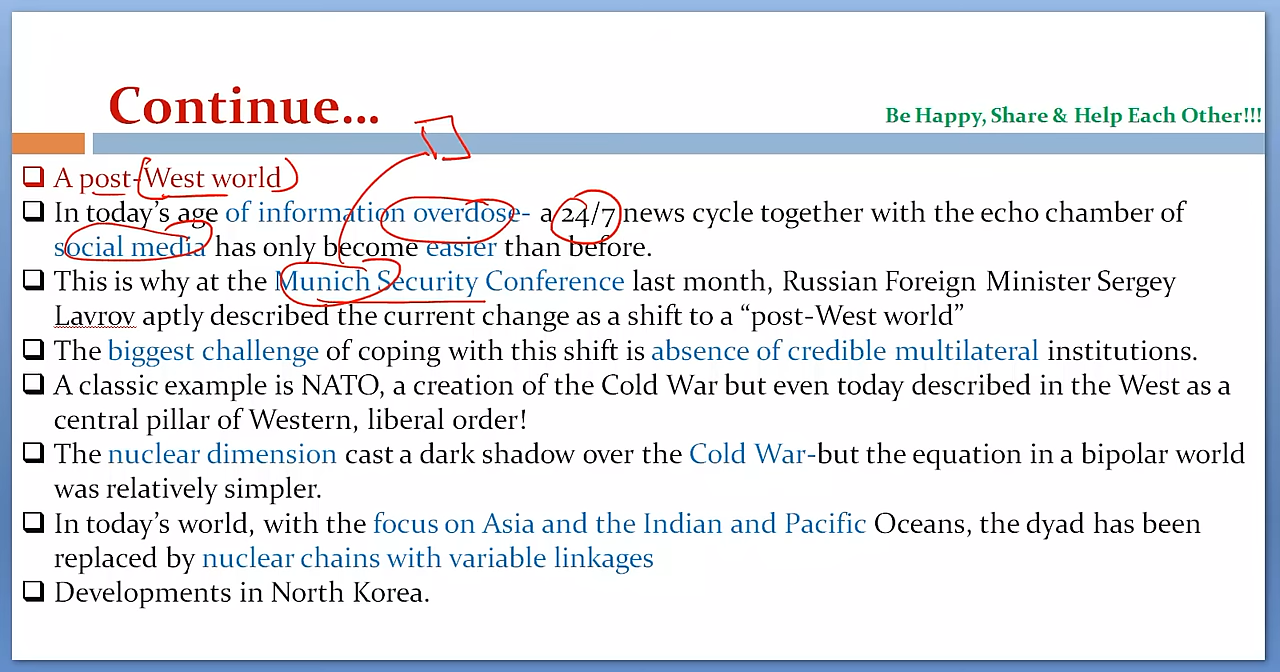 Continue...
Be Happy, Share & Help Each Other!!!
A post-West world
In today's age of information overdose- a 24/7 news cycle together with the echo chamber of
social media has only become easier than before.
This is why at the Munich Security Conference last month, Russian Foreign Minister Sergey
Lavrov aptly described the current change as a shift to a “post-West world”
The biggest challenge of coping with this shift is absence of credible multilateral institutions.
A classic example is NATO, a creation of the Cold War but even today described in the West as a
central pillar of Western, liberal order!
The nuclear dimension cast a dark shadow over the Cold War-but the equation in a bipolar world
was relatively simpler.
In today's world, with the focus on Asia and the Indian and Pacific Oceans, the dyad has been
replaced by nuclear chains with variable linkages
Developments in North Korea.